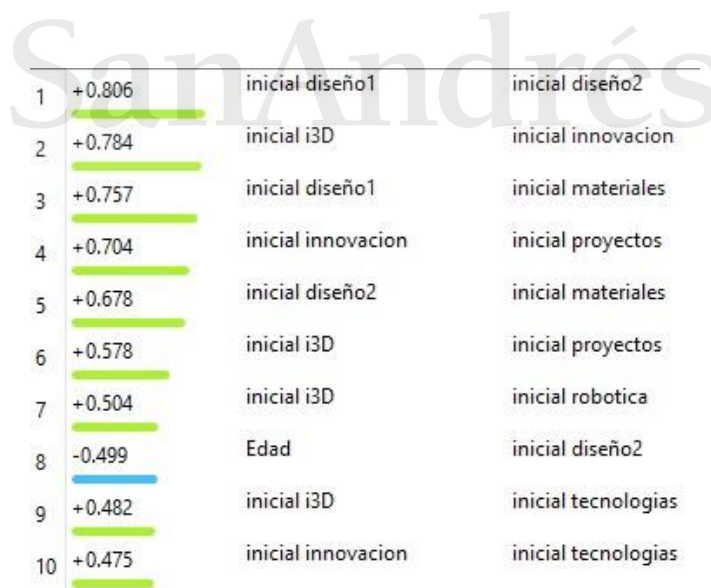 SanAndrés
1 +0.806 inicial diseño1 inicial diseño2
2 +0.784 inicial i3D inicial innovacion
3 +0.757 inicial diseño1 inicial materiales
4 +0.704 inicial innovacion inicial proyectos
5 +0.678 inicial diseño2 inicial materiales
6 +0.578 inicial i3D inicial proyectos
7 +0.504 inicial i3D inicial robotica
8 -0.499 Edad inicial diseño2
9 +0.482 inicial i3D inicial tecnologias
10 +0.475 inicial innovacion inicial tecnologias